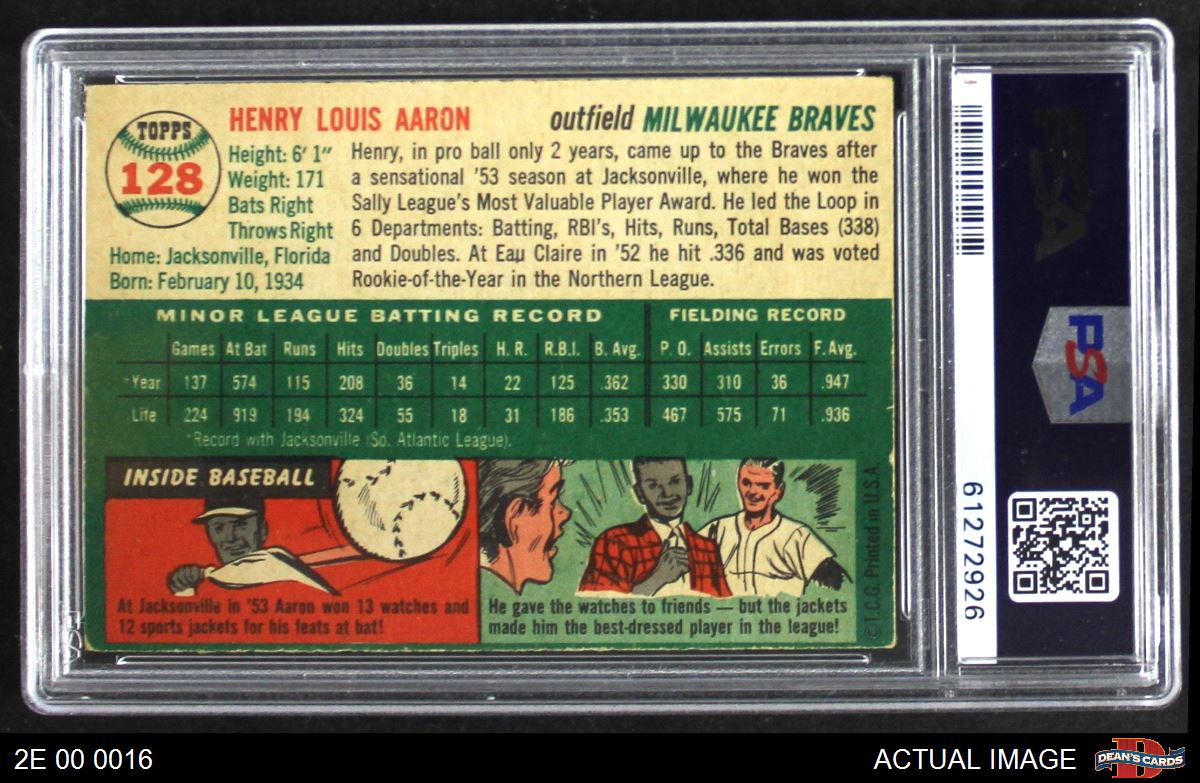 TOPPS
128
HENRY LOUIS AARON
outfield MILWAUKEE BRAVES
Height: 6' 1"
Weight: 171
Bats Right
Throws Right
Home: Jacksonville, Florida
Born: February 10, 1934
Henry, in pro ball only 2 years, came up to the Braves after
a sensational '53 season at Jacksonville, where he won the
Sally League's Most Valuable Player Award. He led the Loop in
6 Departments: Batting, RBI's, Hits, Runs, Total Bases (338)
and Doubles. At Eau Claire in '52 he hit .336 and was voted
Rookie-of-the-Year in the Northern League.
MINOR LEAGUE BATTING RECORD FIELDING RECORD
Games At Bat Runs Hits Doubles Triples H. R. R.B.I. B. Avg. P. O. Assists Errors F. Avg.
*Year 137 574 115 208 36 14 22 125 .362 330 310 36 .947
Life 224 919 194 324 55 18 31 186 .353 467 575 71 .936
*Record with Jacksonville (So. Atlantic League).
INSIDE BASEBALL
At Jacksonville in '53 Aaron won 13 watches and
12 sports jackets for his feats at bat!
He gave the watches to friends — but the jackets
made him the best-dressed player in the league!
©T.C.G. Printed in U.S.A.
PSA
PSA
61272926
2E 00 0016
ACTUAL IMAGE
DEAN'S CARDS